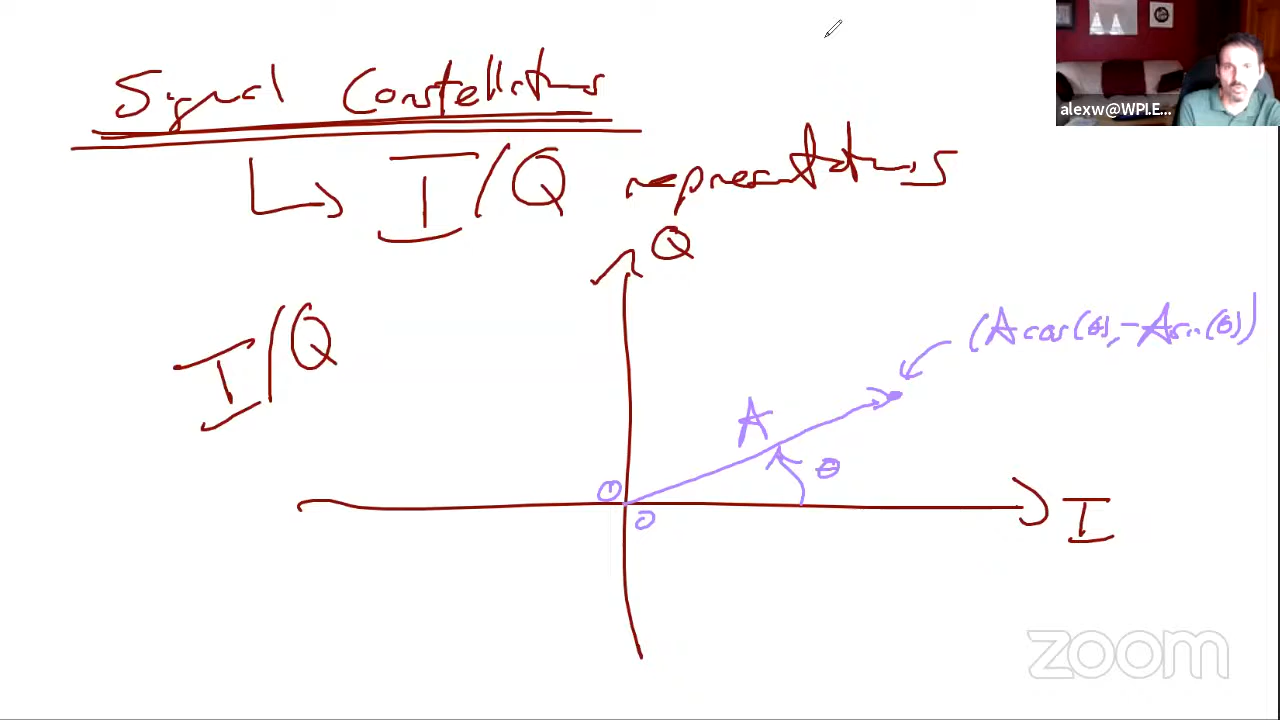 Signal Constellations
alexw@WPI.E...
I/Q representations
Q
I/Q
(A cos(θ), -A sin(θ))
A
θ
0
0
I
zoom